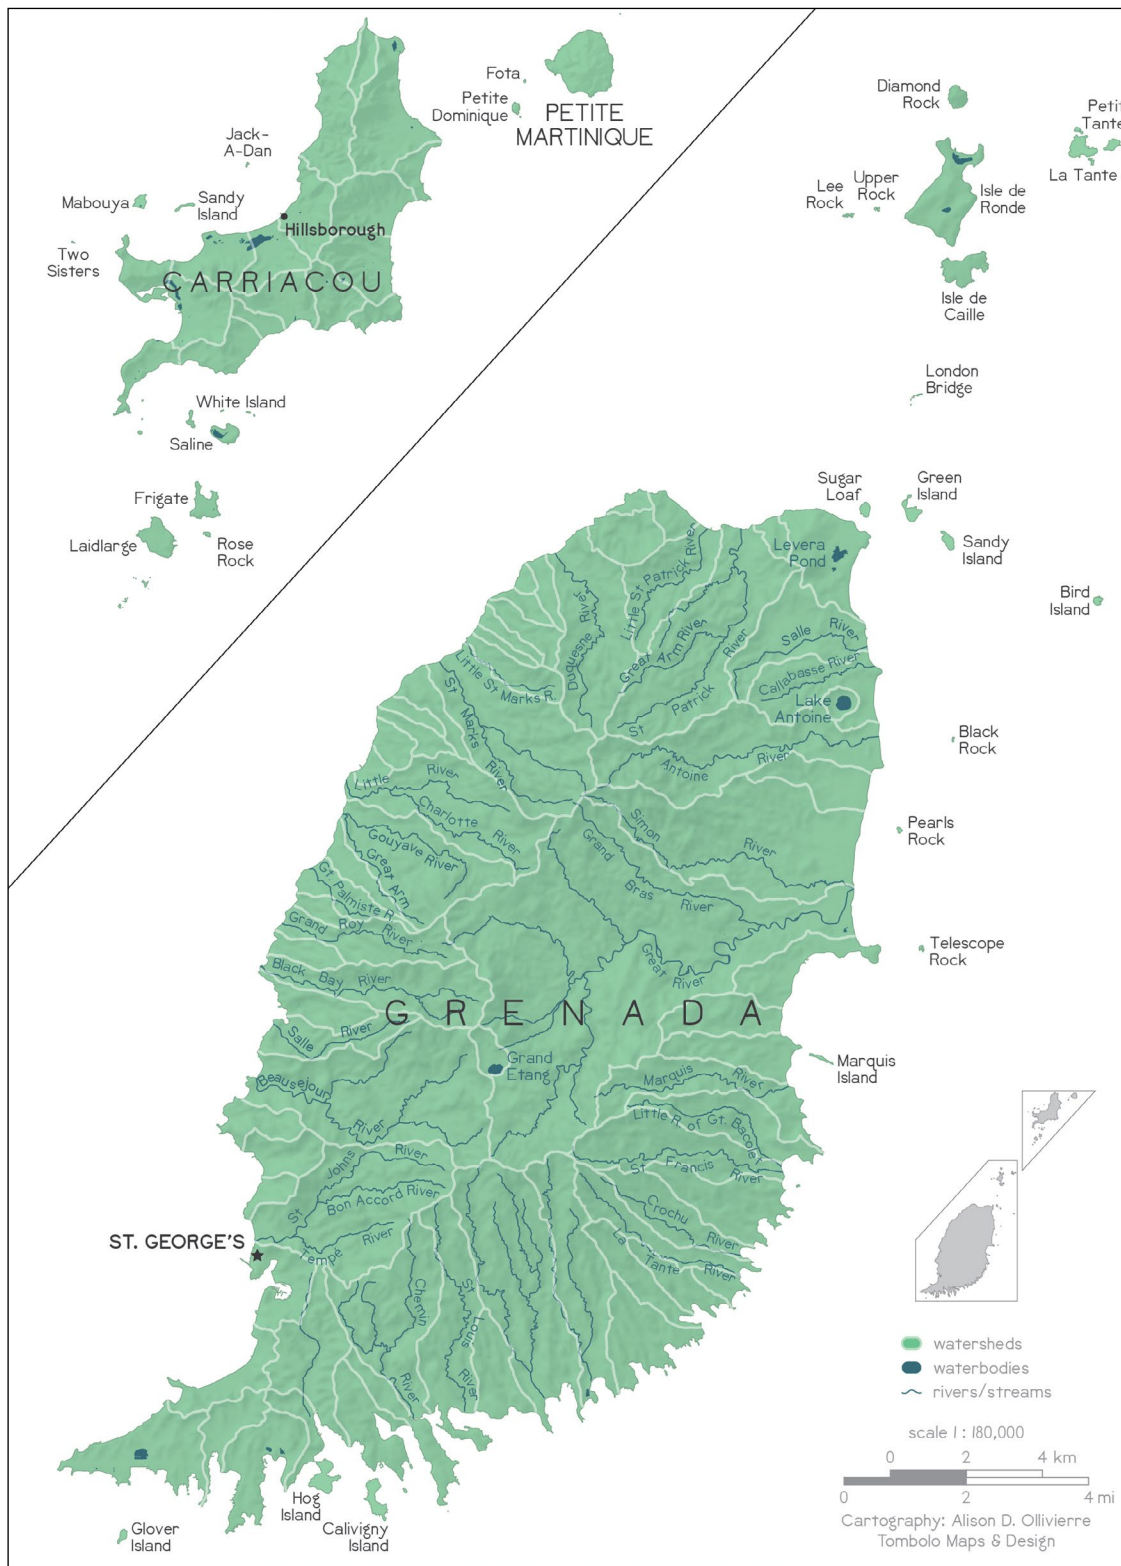 Fota
Petite
Dominique
PETITE
MARTINIQUE
Jack-
A-Dan
Mabouya
Sandy
Island
Hillsborough
Two
Sisters
CARRIACOU
White Island
Saline
Frigate
Laidlarge
Rose
Rock
Diamond
Rock
Petit
Tante
La Tante
Lee
Rock
Upper
Rock
Isle de
Ronde
Isle de
Caille
London
Bridge
Sugar
Loaf
Green
Island
Sandy
Island
Bird
Island
Levera
Pond
Little St Patrick River
Duquesne River
Great Arm River
St Patrick River
Salle River
Callabasse River
Lake
Antoine
Little St Marks R.
St Marks River
Antoine River
Black
Rock
Little River
Charlotte River
Simon River
Pearls
Rock
Gouyave River
Great Arm
Gt. Palmiste R.
Grand Bras River
Grand Roy River
Great River
Telescope
Rock
Black Bay River
GRENADA
Salle River
Grand
Etang
Marquis
Island
Beausejour River
Marquis River
Little R. of Gt. Bacolet
St Johns River
St Francis River
Bon Accord River
Crochu River
ST. GEORGE'S
Tempe River
La Tante River
Chemin River
St Louis River
Hog
Island
Calivigny
Island
Glover
Island
watersheds
waterbodies
rivers/streams
scale 1 : 180,000
0 2 4 km
0 2 4 mi
Cartography: Alison D. Ollivierre
Tombolo Maps & Design